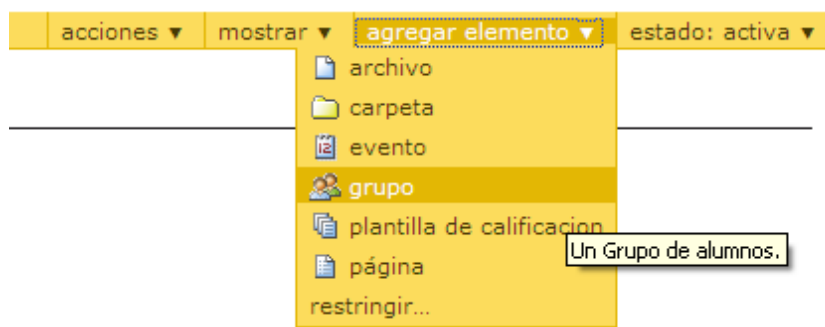 acciones ▼ mostrar ▼ agregar elemento ▼ estado: activa ▼
archivo
carpeta
12 evento
grupo
plantilla de calificacion
Un Grupo de alumnos.
página
restringir...